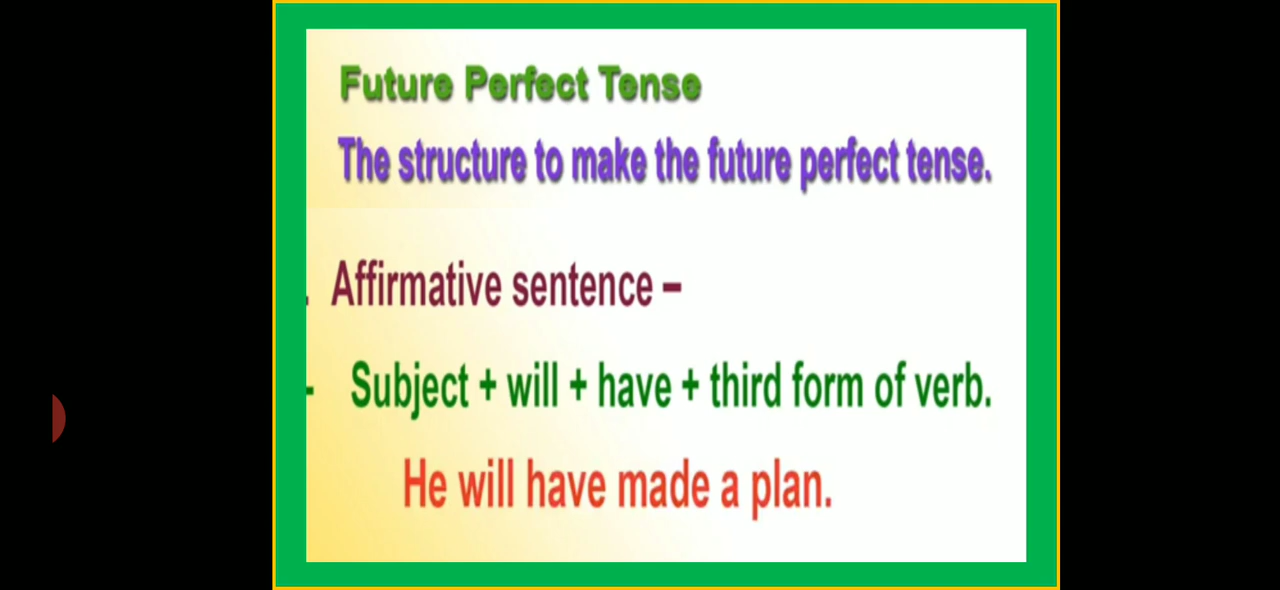 Future Perfect Tense
The structure to make the future perfect tense.
. Affirmative sentence –
- Subject + will + have + third form of verb.
He will have made a plan.